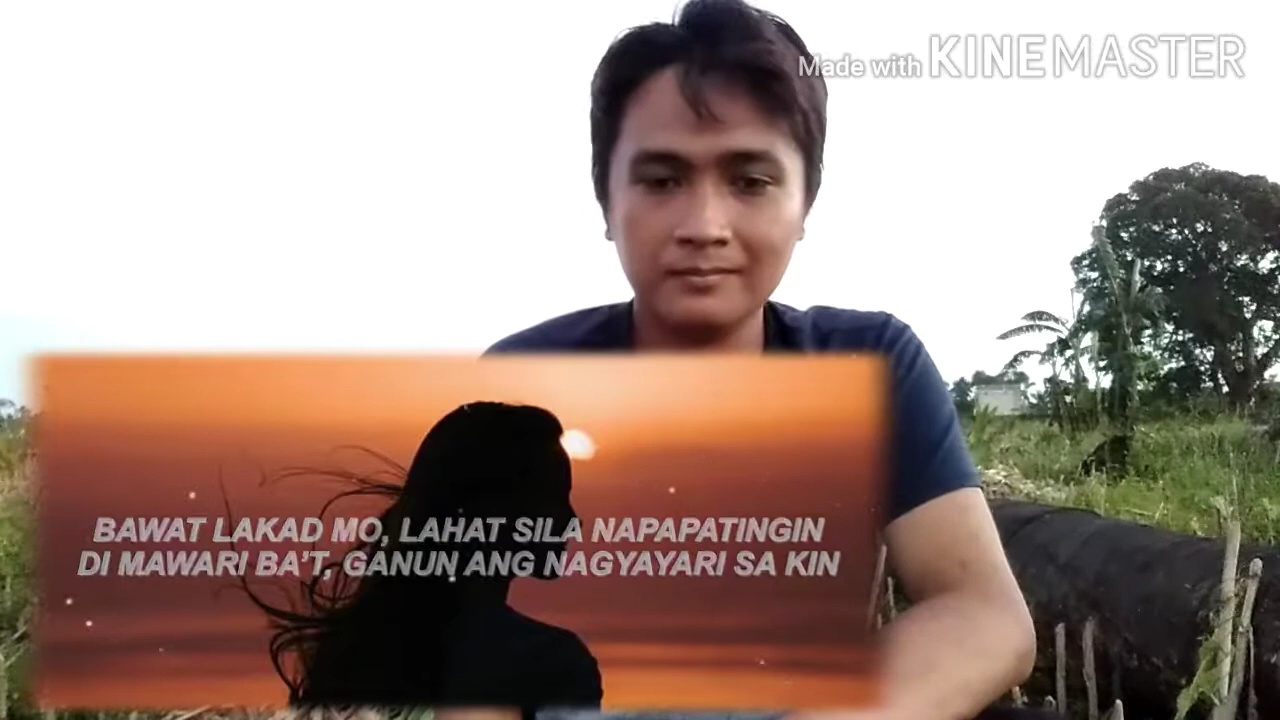 Made with KINEMASTER
BAWAT LAKAD MO, LAHAT SILA NAPAPATINGIN
DI MAWARI BA'T, GANUN ANG NAGYAYARI SA KIN